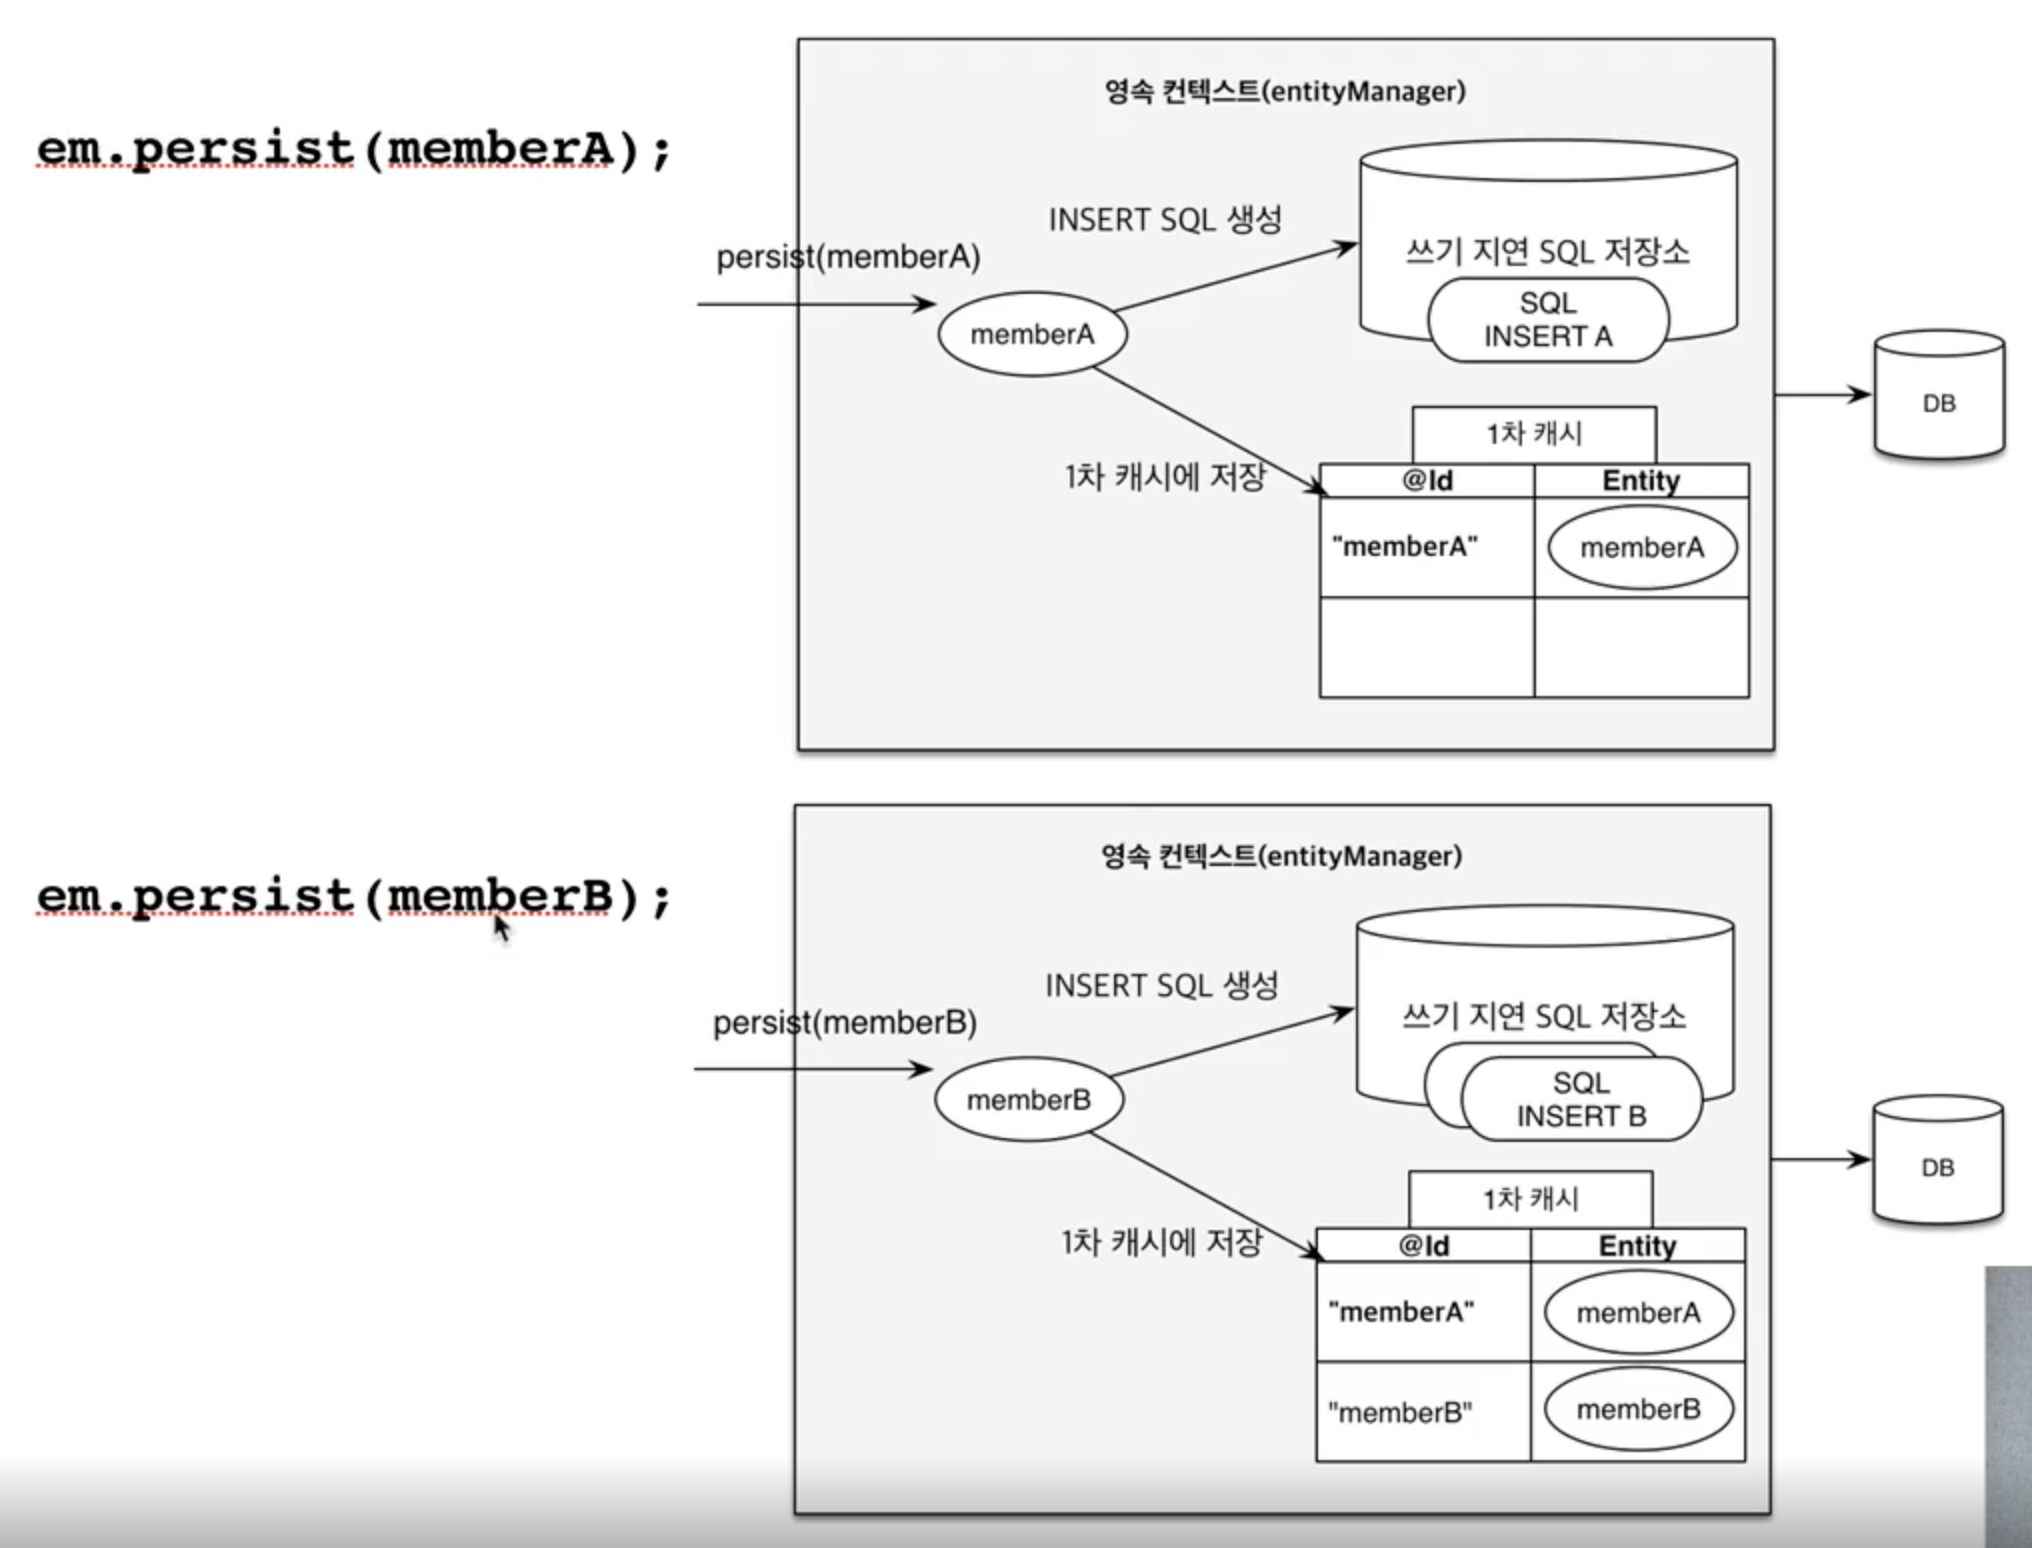 em.persist(memberA);
영속 컨텍스트(entityManager)
persist(memberA)
INSERT SQL 생성
memberA
쓰기 지연 SQL 저장소
SQL
INSERT A
1차 캐시에 저장
1차 캐시
@Id Entity
"memberA" memberA
DB
em.persist(memberB);
영속 컨텍스트(entityManager)
persist(memberB)
INSERT SQL 생성
memberB
쓰기 지연 SQL 저장소
SQL
INSERT B
1차 캐시에 저장
1차 캐시
@Id Entity
"memberA" memberA
"memberB" memberB
DB